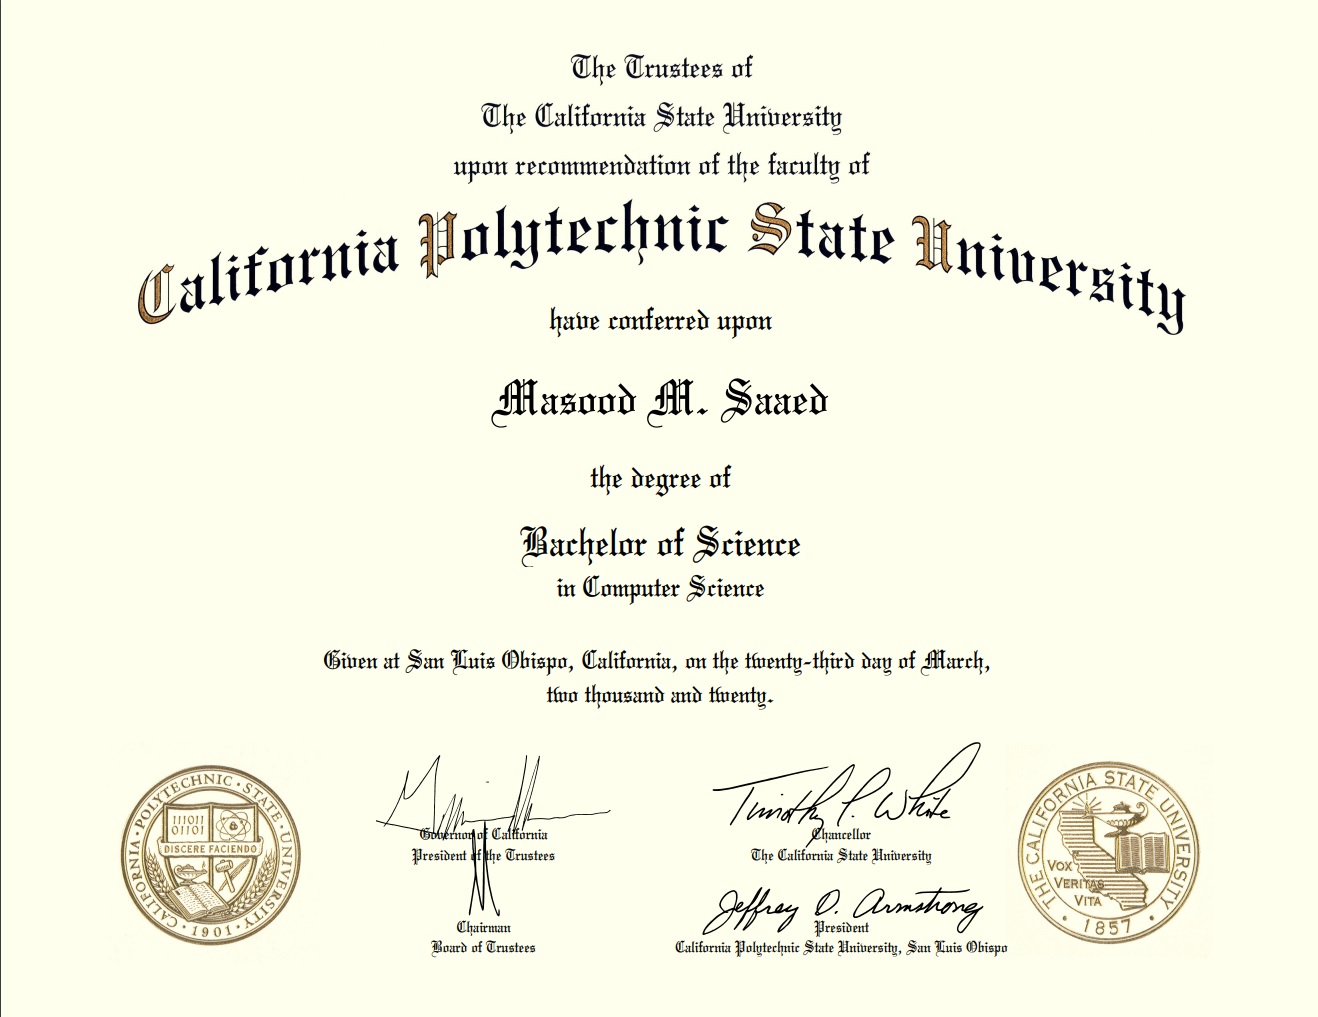 The Trustees of
The California State University
upon recommendation of the faculty of
California Polytechnic State University
have conferred upon
Masood M. Saaed
the degree of
Bachelor of Science
in Computer Science
Given at San Luis Obispo, California, on the twenty-third day of March,
two thousand and twenty.
CALIFORNIA · POLYTECHNIC · STATE · UNIVERSITY ·
111011
01101
DISCERE FACIENDO
· 1901 ·
Governor of California
President of the Trustees
Chairman
Board of Trustees
Timothy P. White
Chancellor
The California State University
Jeffrey D. Armstrong
President
California Polytechnic State University, San Luis Obispo
THE CALIFORNIA STATE UNIVERSITY
VOX
VERITAS
VITA
· 1857 ·